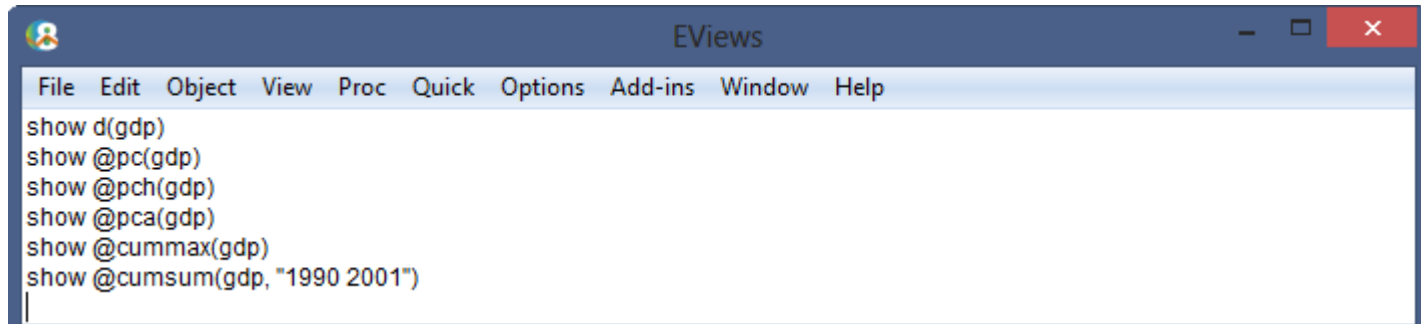 EViews
File Edit Object View Proc Quick Options Add-ins Window Help
show d(gdp)
show @pc(gdp)
show @pch(gdp)
show @pca(gdp)
show @cummax(gdp)
show @cumsum(gdp, "1990 2001")